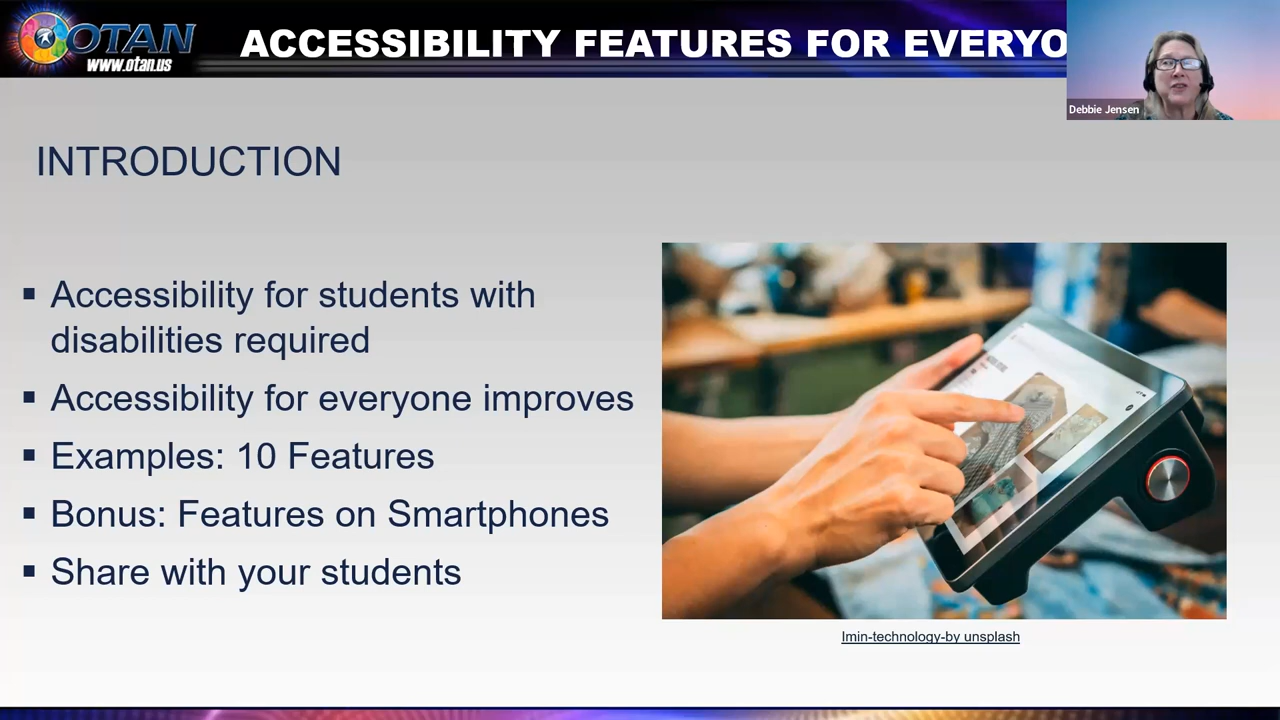 OTAN
www.otan.us
ACCESSIBILITY FEATURES FOR EVERYO
Debbie Jensen
INTRODUCTION
▪ Accessibility for students with
disabilities required
▪ Accessibility for everyone improves
▪ Examples: 10 Features
▪ Bonus: Features on Smartphones
▪ Share with your students
Imin-technology-by unsplash